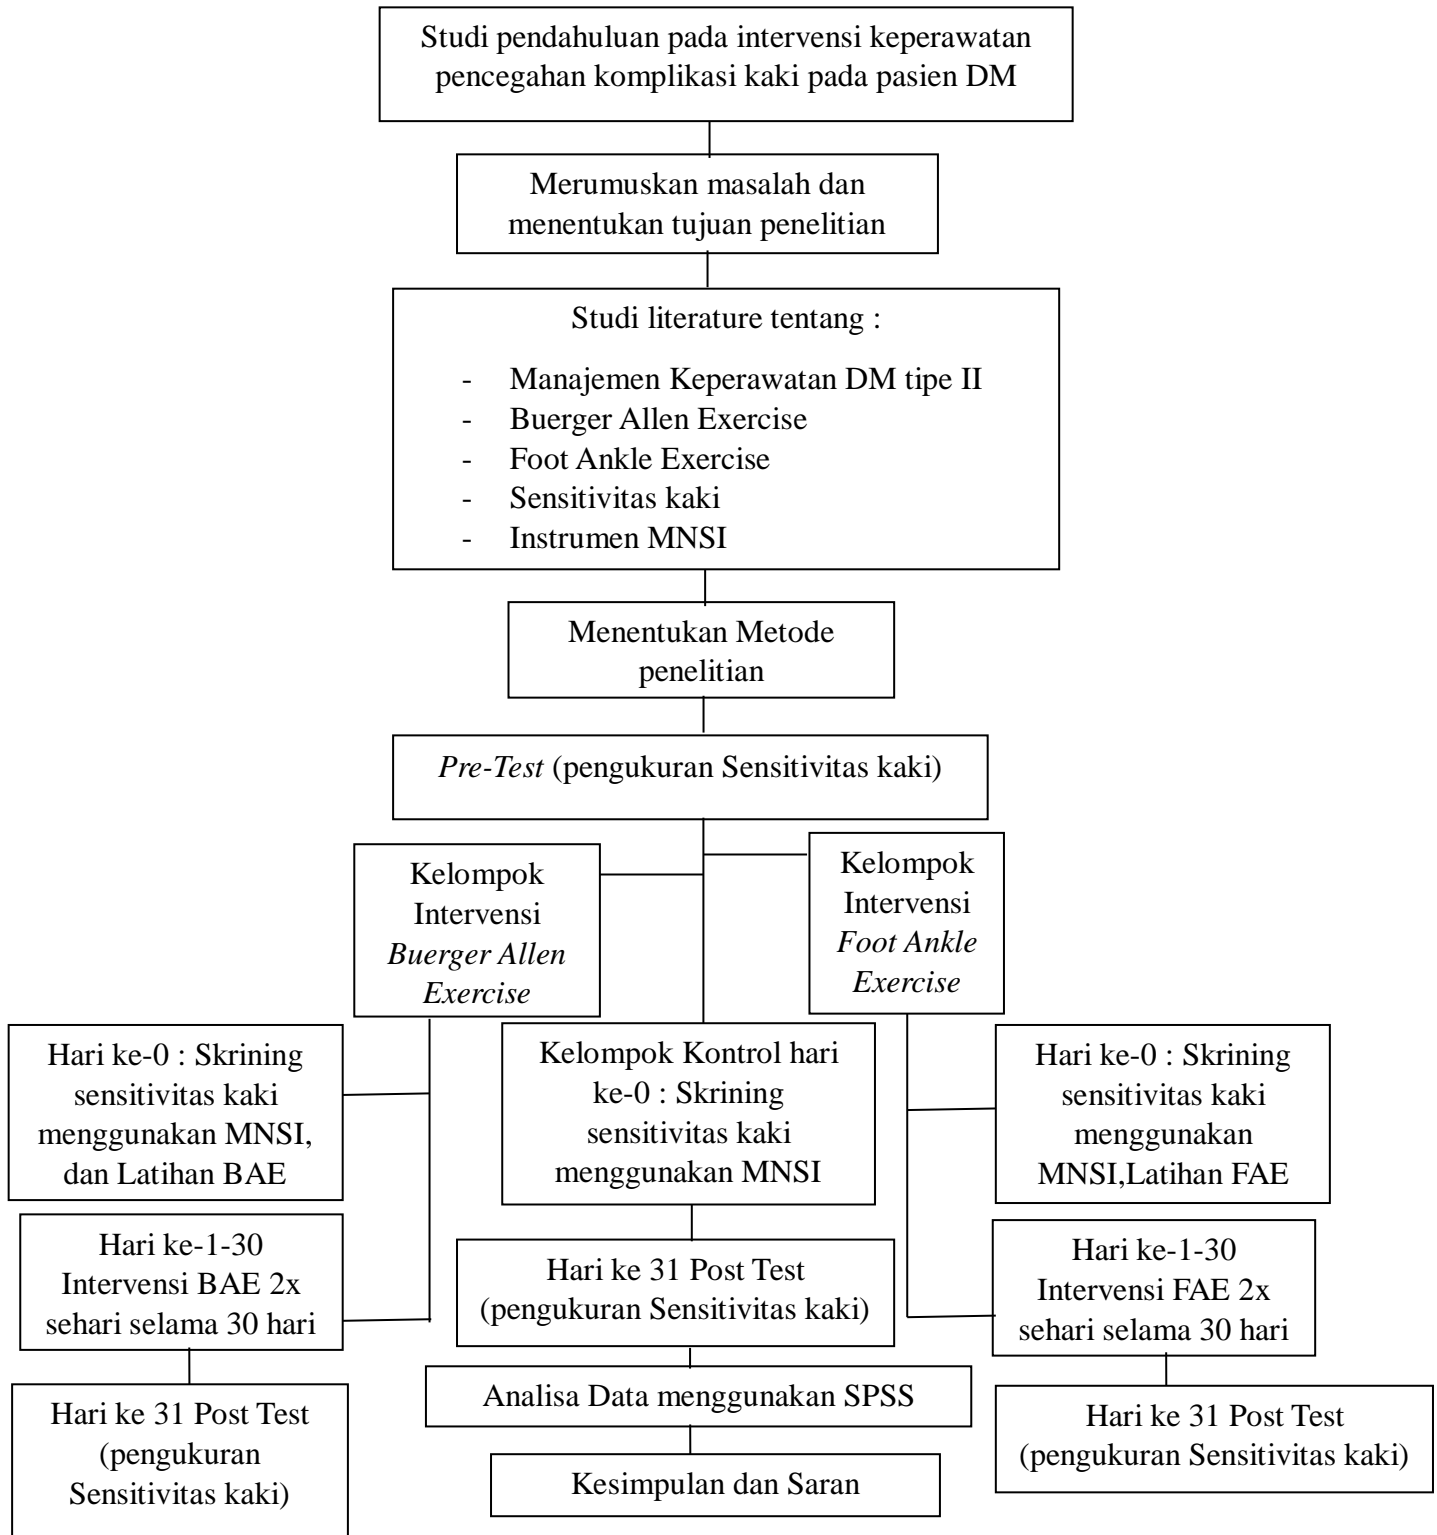 Studi pendahuluan pada intervensi keperawatan
pencegahan komplikasi kaki pada pasien DM
Merumuskan masalah dan
menentukan tujuan penelitian
Studi literature tentang :
- Manajemen Keperawatan DM tipe II
- Buerger Allen Exercise
- Foot Ankle Exercise
- Sensitivitas kaki
- Instrumen MNSI
Menentukan Metode
penelitian
Pre-Test (pengukuran Sensitivitas kaki)
Kelompok
Intervensi
Buerger Allen
Exercise
Kelompok
Intervensi
Foot Ankle
Exercise
Hari ke-0 : Skrining
sensitivitas kaki
menggunakan MNSI,
dan Latihan BAE
Kelompok Kontrol hari
ke-0 : Skrining
sensitivitas kaki
menggunakan MNSI
Hari ke-0 : Skrining
sensitivitas kaki
menggunakan
MNSI,Latihan FAE
Hari ke-1-30
Intervensi BAE 2x
sehari selama 30 hari
Hari ke 31 Post Test
(pengukuran Sensitivitas kaki)
Hari ke-1-30
Intervensi FAE 2x
sehari selama 30 hari
Hari ke 31 Post Test
(pengukuran
Sensitivitas kaki)
Analisa Data menggunakan SPSS
Hari ke 31 Post Test
(pengukuran Sensitivitas kaki)
Kesimpulan dan Saran